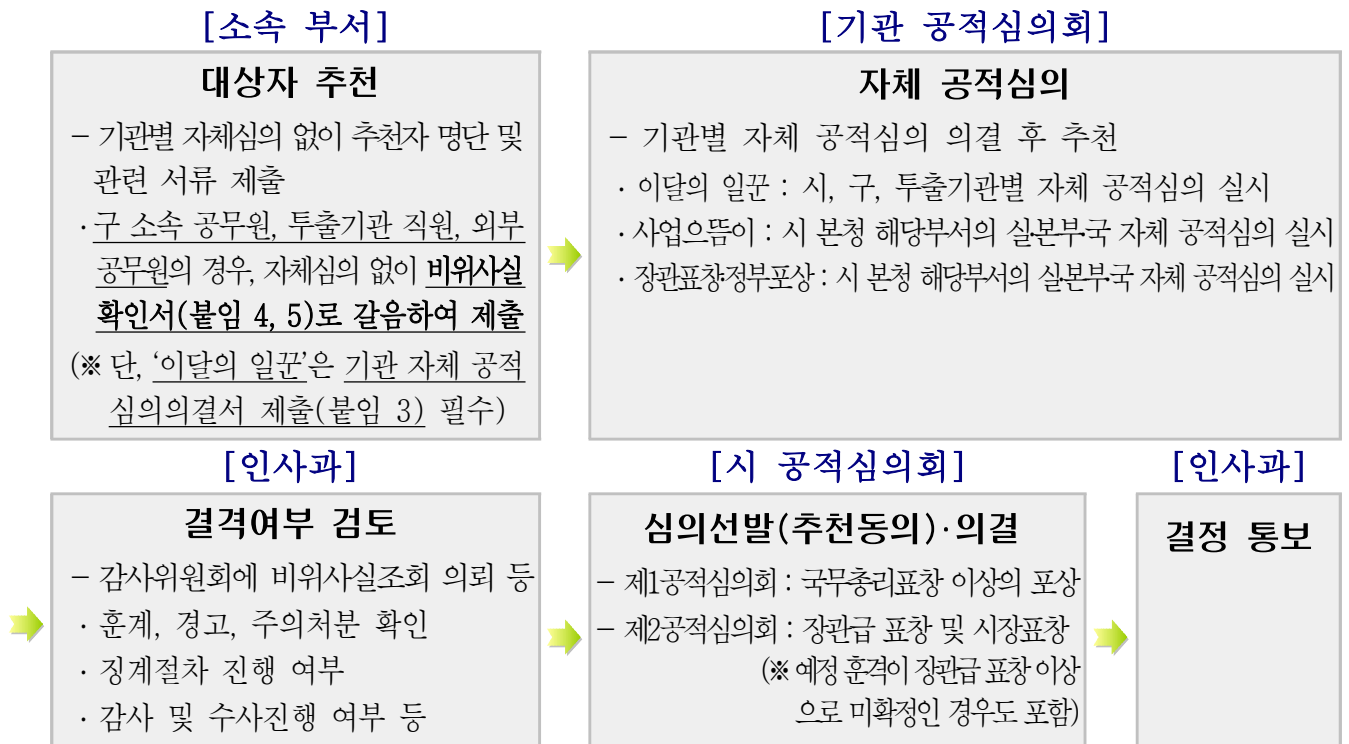 [소속 부서]
대상자 추천
- 기관별 자체심의 없이 추천자 명단 및
관련 서류 제출
· 구 소속 공무원, 투출기관 직원, 외부
공무원의 경우, 자체심의 없이 비위사실
확인서(붙임 4, 5)로 갈음하여 제출
(※ 단, ‘이달의 일꾼’은 기관 자체 공적
심의의결서 제출(붙임 3) 필수)
[기관 공적심의회]
자체 공적심의
- 기관별 자체 공적심의 의결 후 추천
· 이달의 일꾼 : 시, 구, 투출기관별 자체 공적심의 실시
· 사업으뜸이 : 시 본청 해당부서의 실·본부·국 자체 공적심의 실시
· 장관표창·정부포상 : 시 본청 해당부서의 실·본부·국 자체 공적심의 실시
[인사과]
결격여부 검토
- 감사위원회에 비위사실조회 의뢰 등
· 훈계, 경고, 주의처분 확인
· 징계절차 진행 여부
· 감사 및 수사진행 여부 등
[시 공적심의회]
심의선발(추천동의)·의결
- 제1공적심의회 : 국무총리표창 이상의 포상
- 제2공적심의회 : 장관급 표창 및 시장표창
(※ 예정 훈격이 장관급 표창 이상
으로 미확정인 경우도 포함)
[인사과]
결정 통보